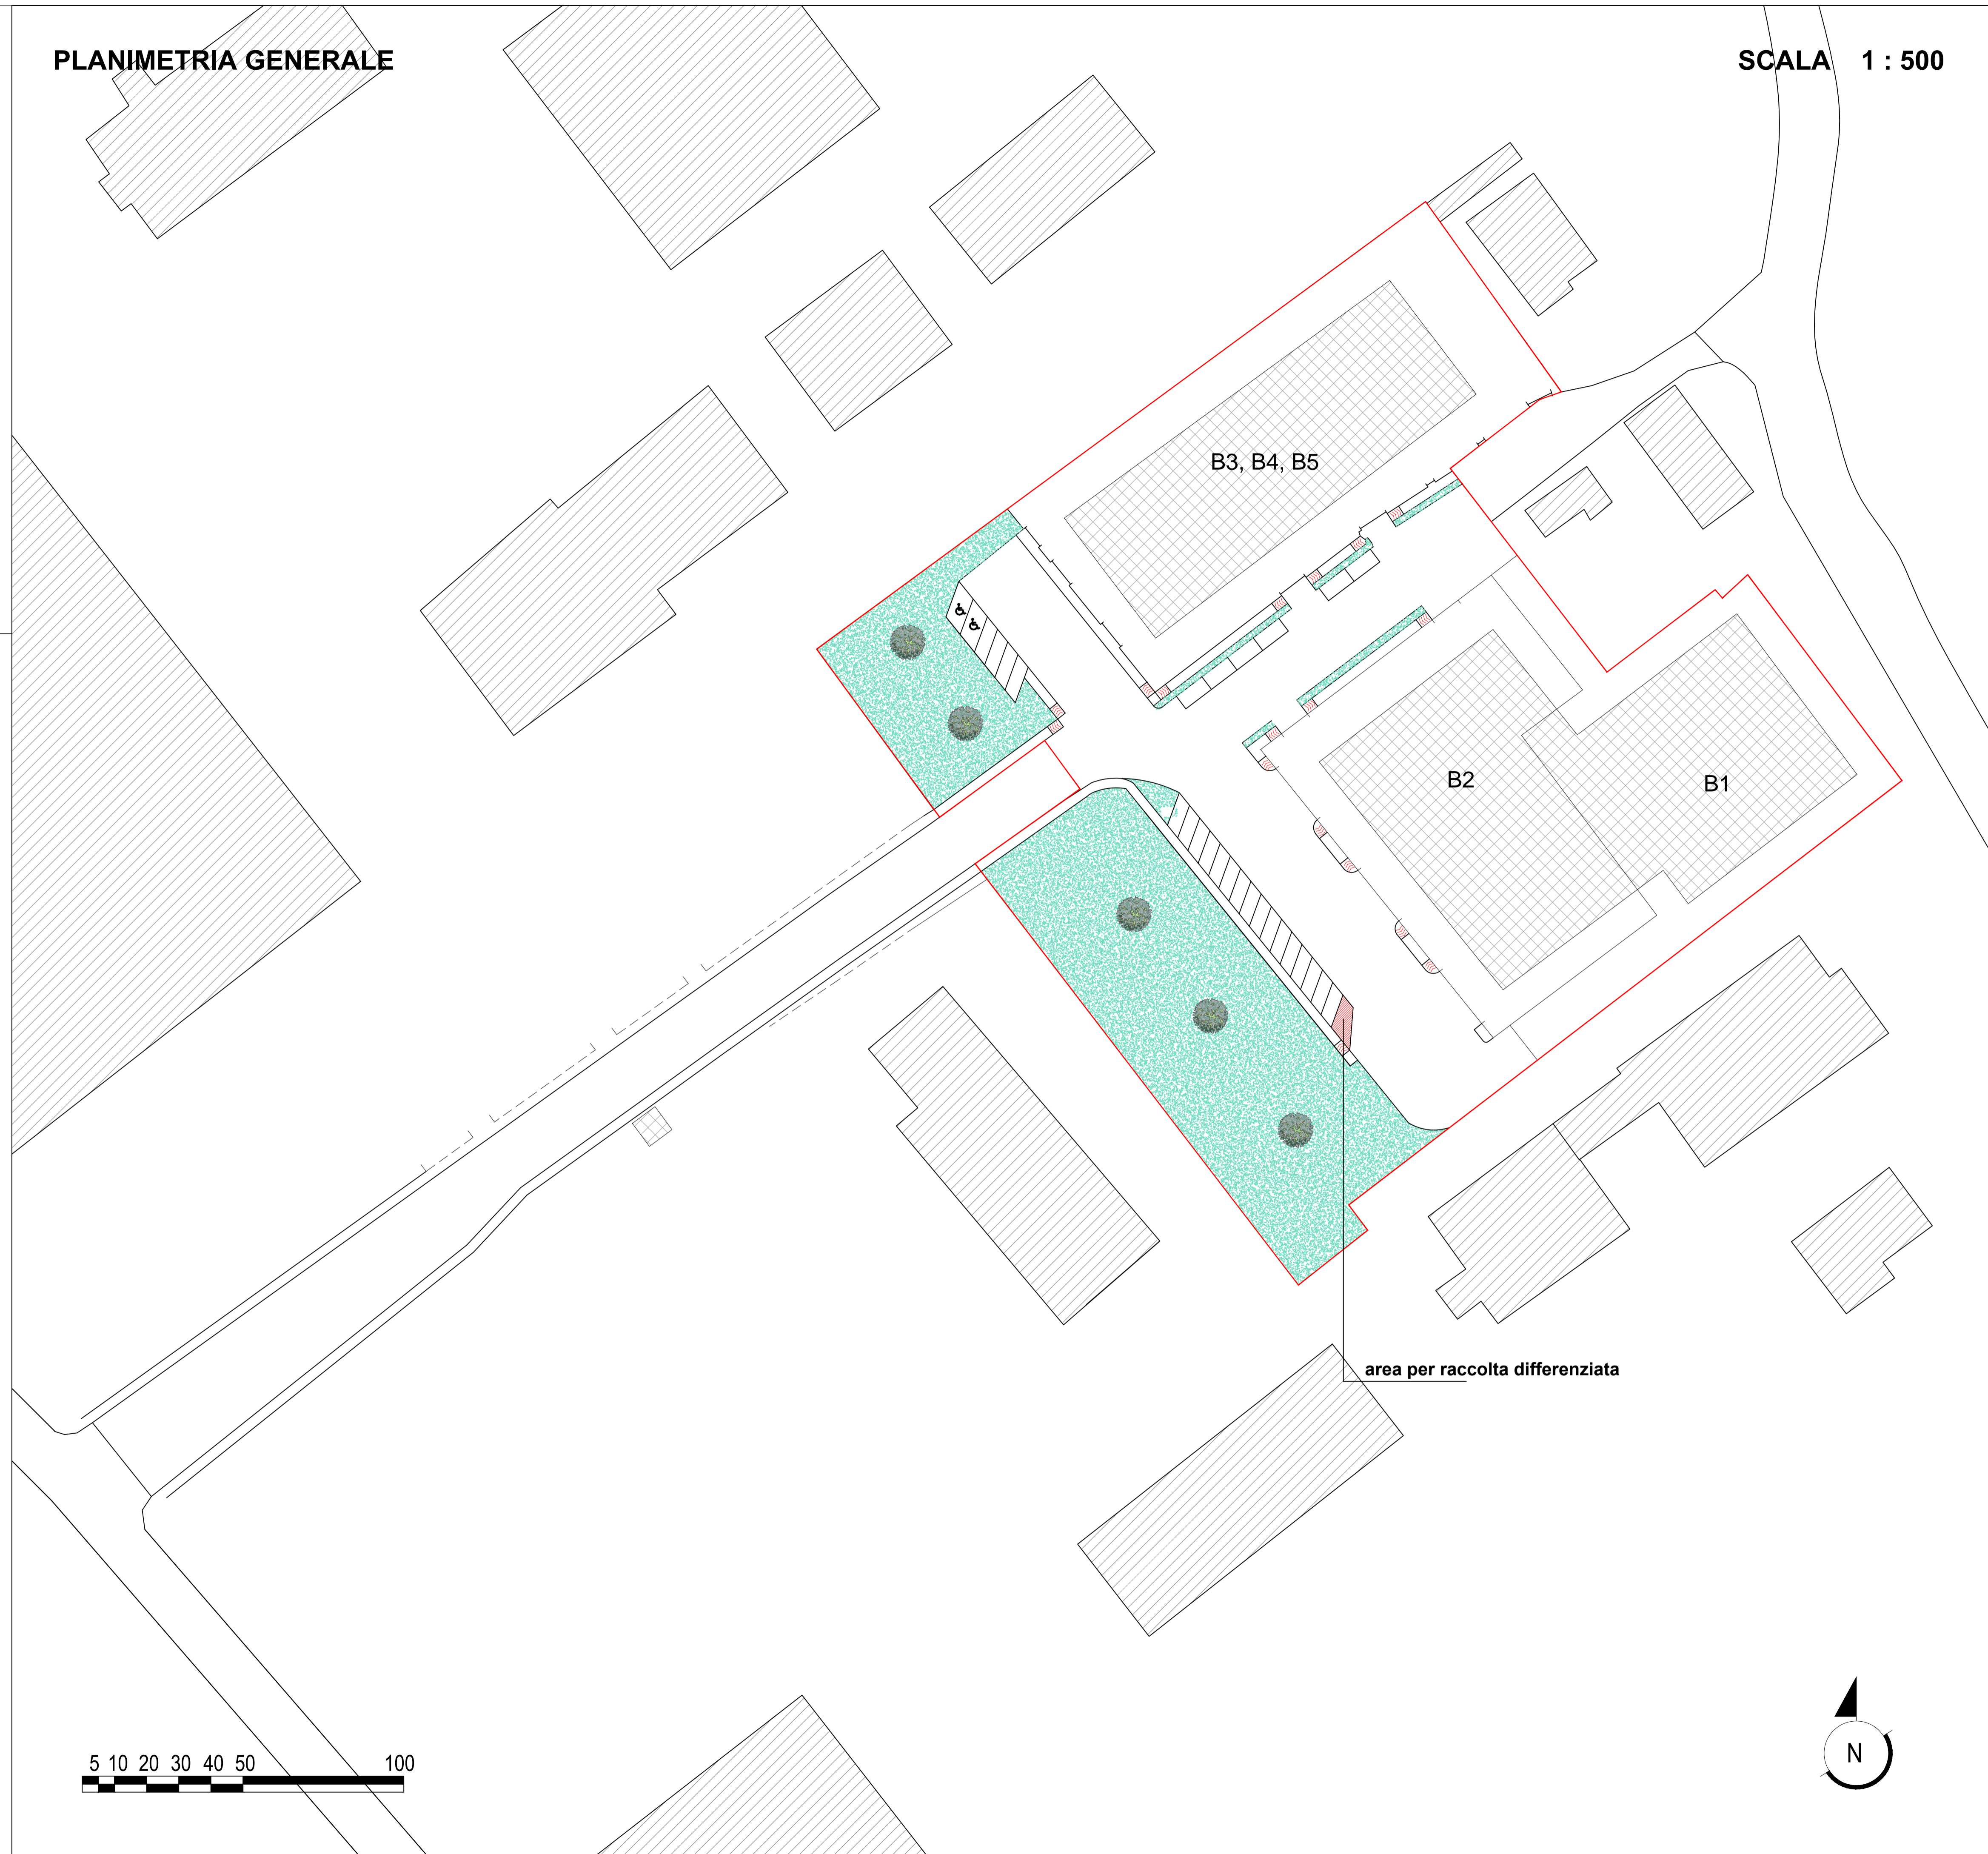 PLANIMETRIA GENERALE
SCALA 1 : 500
B3, B4, B5
B2
B1
area per raccolta differenziata
5 10 20 30 40 50 100
N